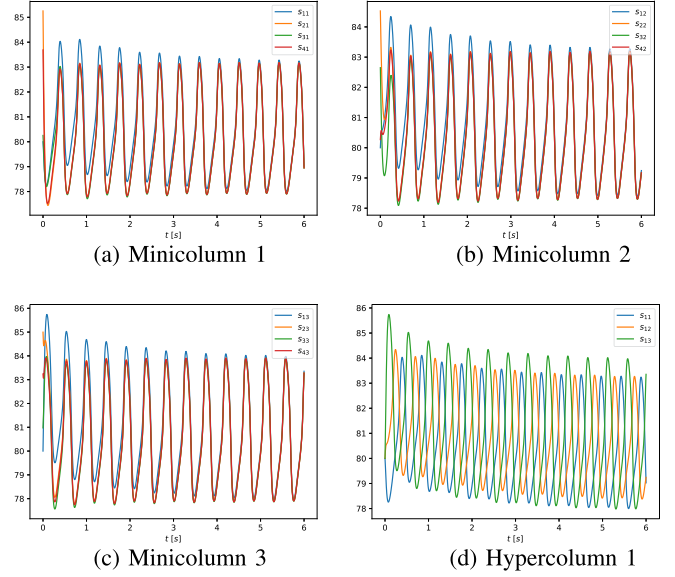 85
84
83
82
81
80
79
78
0
1
2
3
4
5
6
t [s]
s11
s21
s31
s41
(a) Minicolumn 1
84
83
82
81
80
79
78
0
1
2
3
4
5
6
t [s]
s12
s22
s32
s42
(b) Minicolumn 2
86
85
84
83
82
81
80
79
78
0
1
2
3
4
5
6
t [s]
s13
s23
s33
s43
(c) Minicolumn 3
86
85
84
83
82
81
80
79
78
0
1
2
3
4
5
6
t [s]
s11
s12
s13
(d) Hypercolumn 1